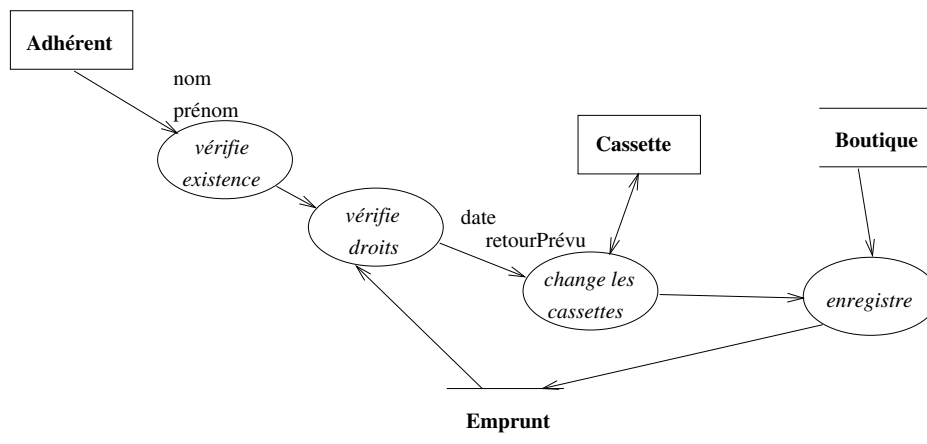 Adhérent
nom
prénom
vérifie
existence
Cassette
Boutique
vérifie
droits
date
retourPrévu
change les
cassettes
enregistre
Emprunt